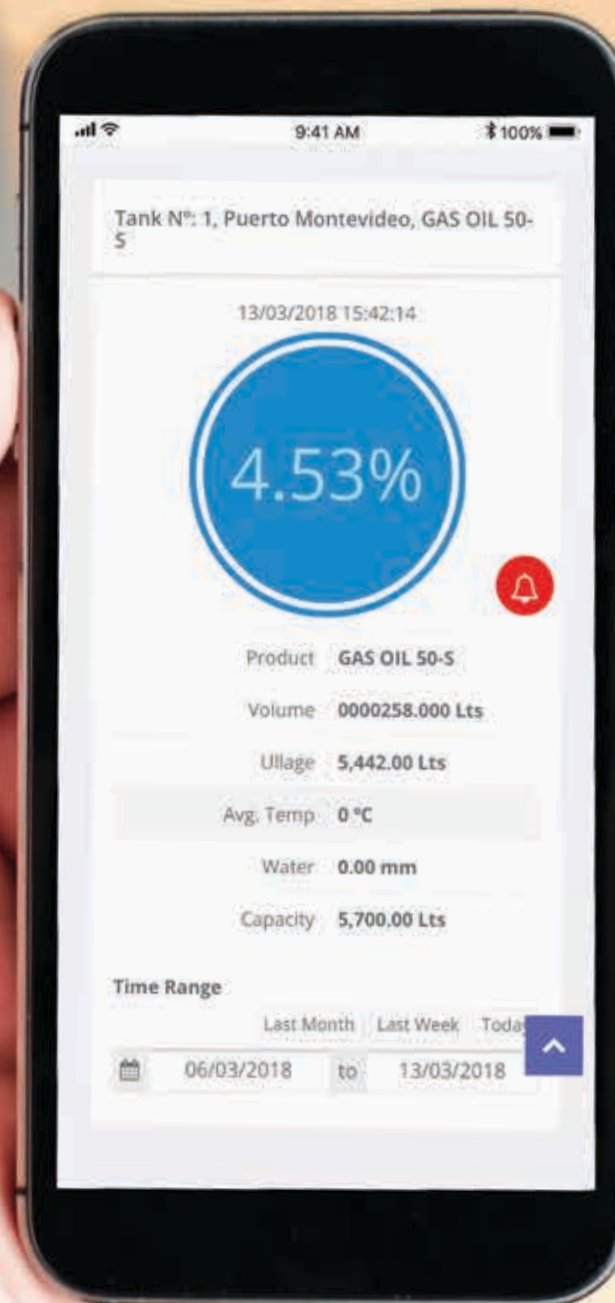 9:41 AM
100%
Tank N°: 1, Puerto Montevideo, GAS OIL 50-
S
13/03/2018 15:42:14
4.53%
Product GAS OIL 50-S
Volume 0000258.000 Lts
Ullage 5,442.00 Lts
Avg. Temp 0 °C
Water 0.00 mm
Capacity 5,700.00 Lts
Time Range
Last Month Last Week Today
06/03/2018 to 13/03/2018